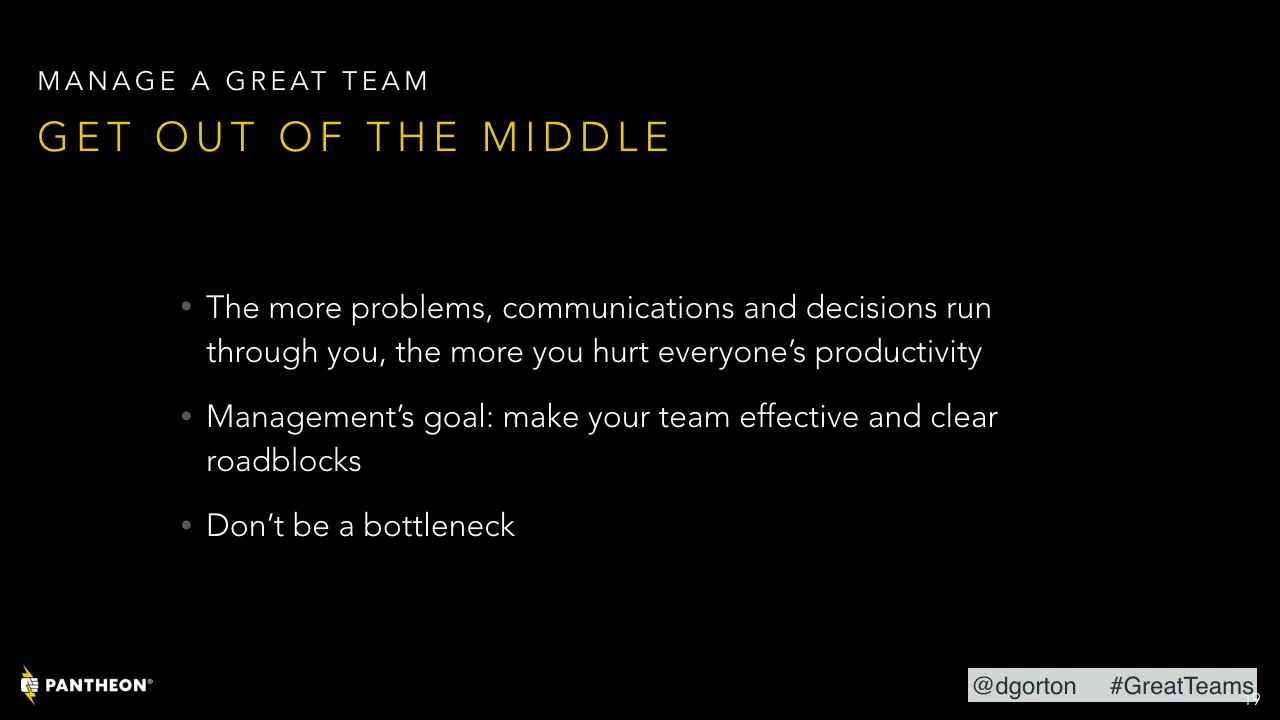 MANAGE A GREAT TEAM
GET OUT OF THE MIDDLE
• The more problems, communications and decisions run
through you, the more you hurt everyone’s productivity
• Management’s goal: make your team effective and clear
roadblocks
• Don’t be a bottleneck
PANTHEON®
@dgorton #GreatTeams
19